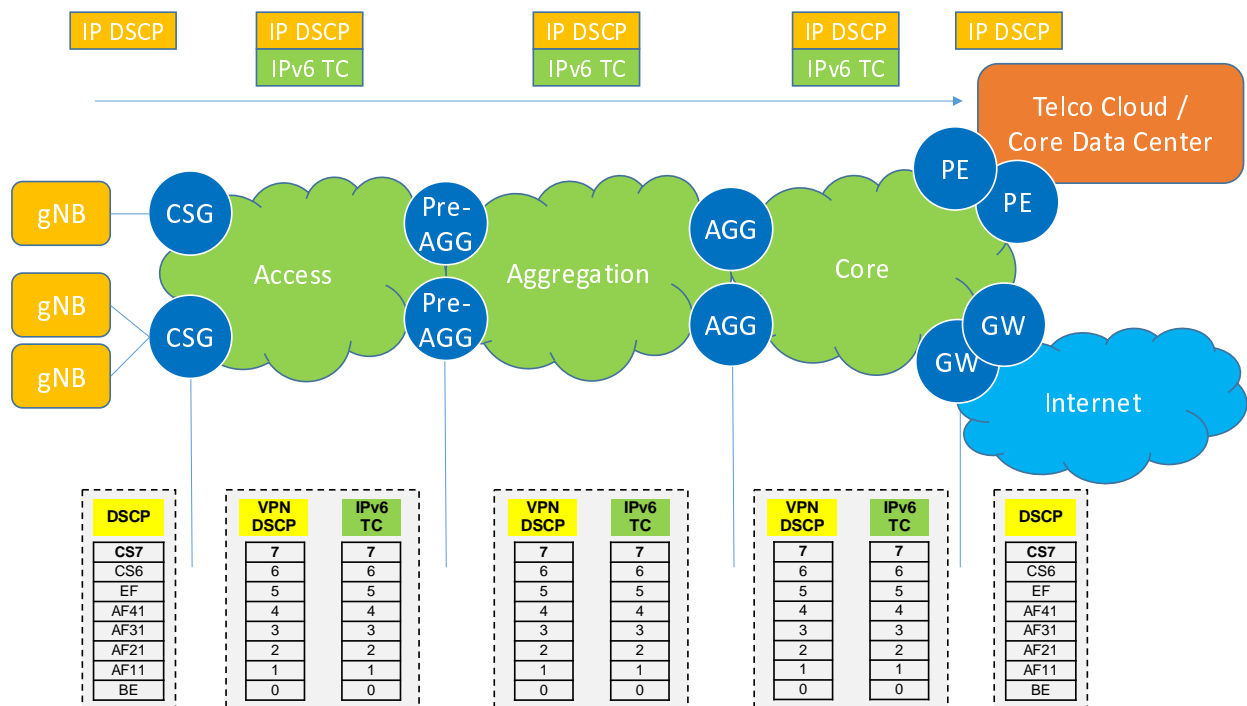 IP DSCP
IP DSCP
IPv6 TC
IP DSCP
IPv6 TC
IP DSCP
IPv6 TC
IP DSCP
Telco Cloud /
Core Data Center
gNB
gNB
gNB
CSG
CSG
Access
Pre-
AGG
Pre-
AGG
Aggregation
AGG
AGG
Core
PE
PE
GW
GW
Internet
DSCP
CS7
CS6
EF
AF41
AF31
AF21
AF11
BE
VPN
DSCP
7
6
5
4
3
2
1
0
IPv6
TC
7
6
5
4
3
2
1
0
VPN
DSCP
7
6
5
4
3
2
1
0
IPv6
TC
7
6
5
4
3
2
1
0
VPN
DSCP
7
6
5
4
3
2
1
0
IPv6
TC
7
6
5
4
3
2
1
0
DSCP
CS7
CS6
EF
AF41
AF31
AF21
AF11
BE